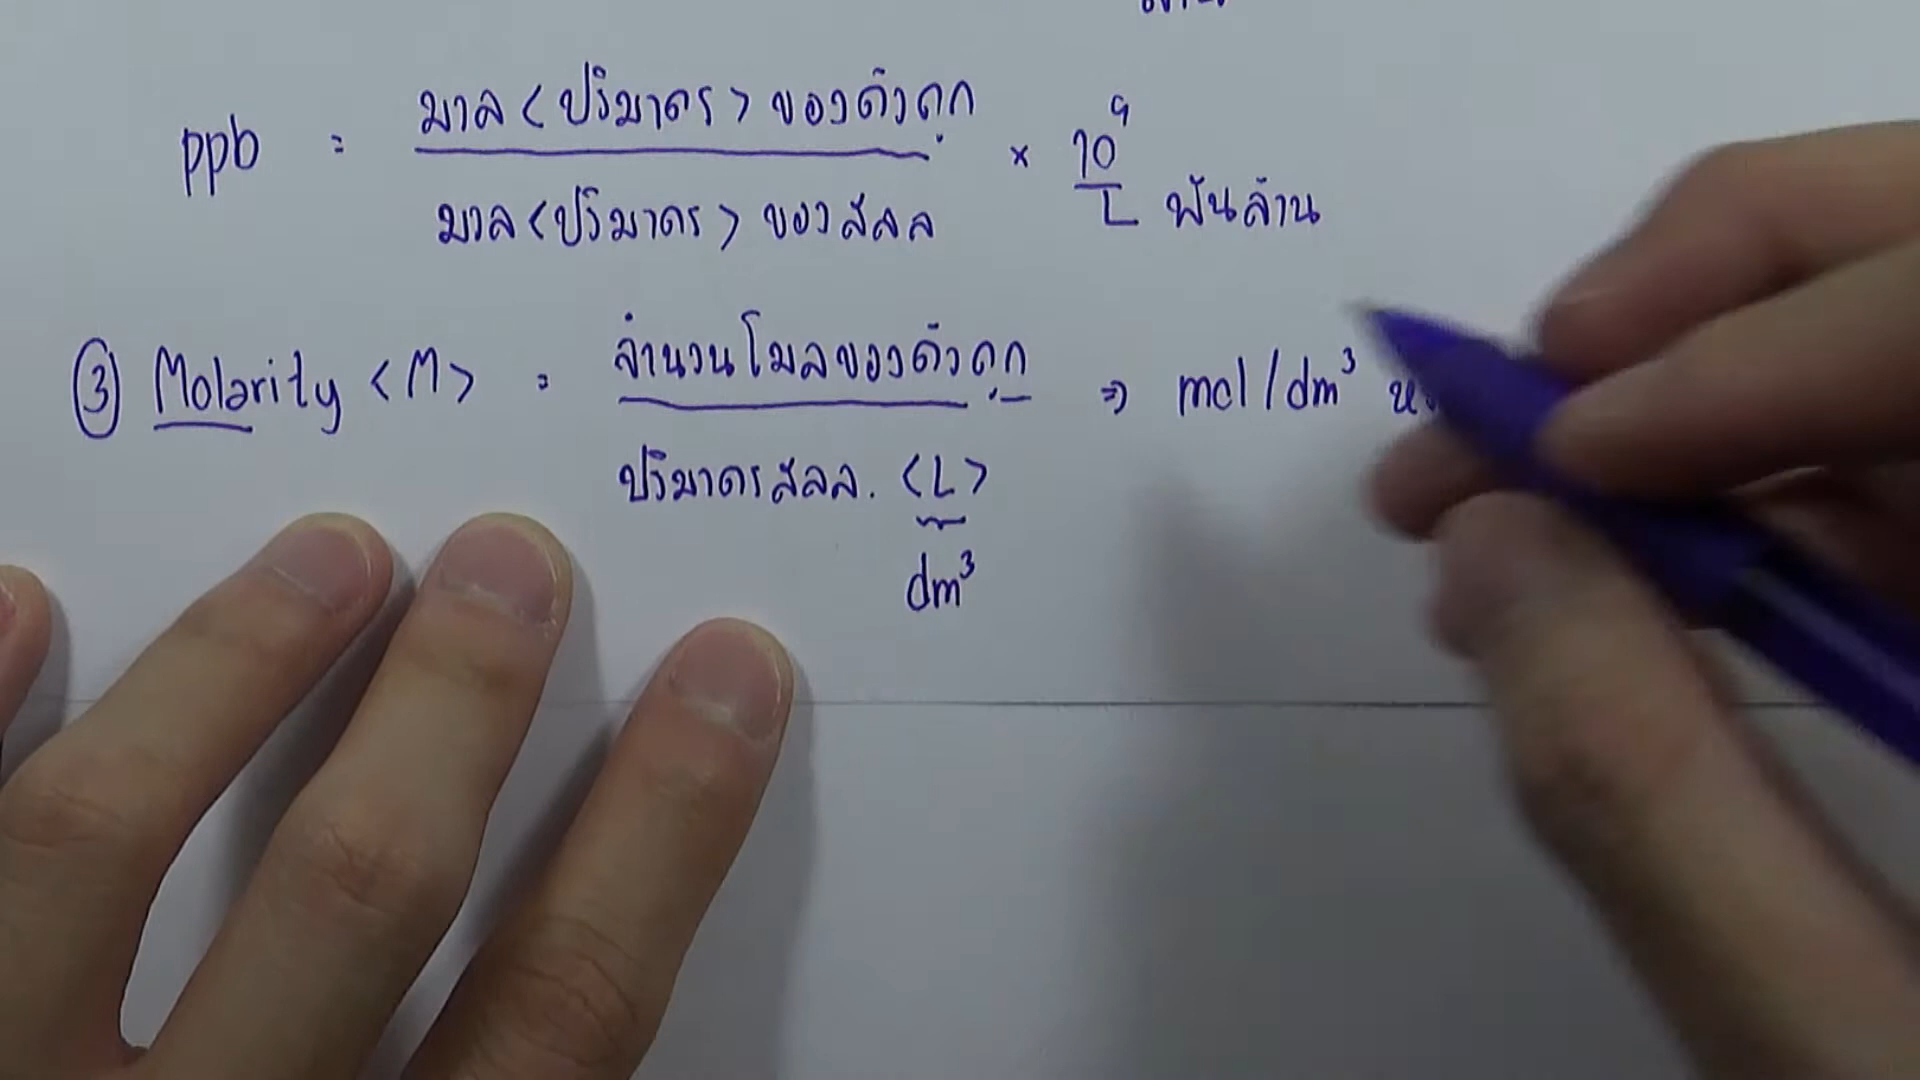 มวล <ปริมาตร> ของตัวถูก
ppb = × 10⁹
มวล <ปริมาตร> ของสลล พันล้าน
③ Molarity <M> = จำนวนโมลของตัวถูก ⇒ mol/dm³
ปริมาตรสลล. <L>
dm³